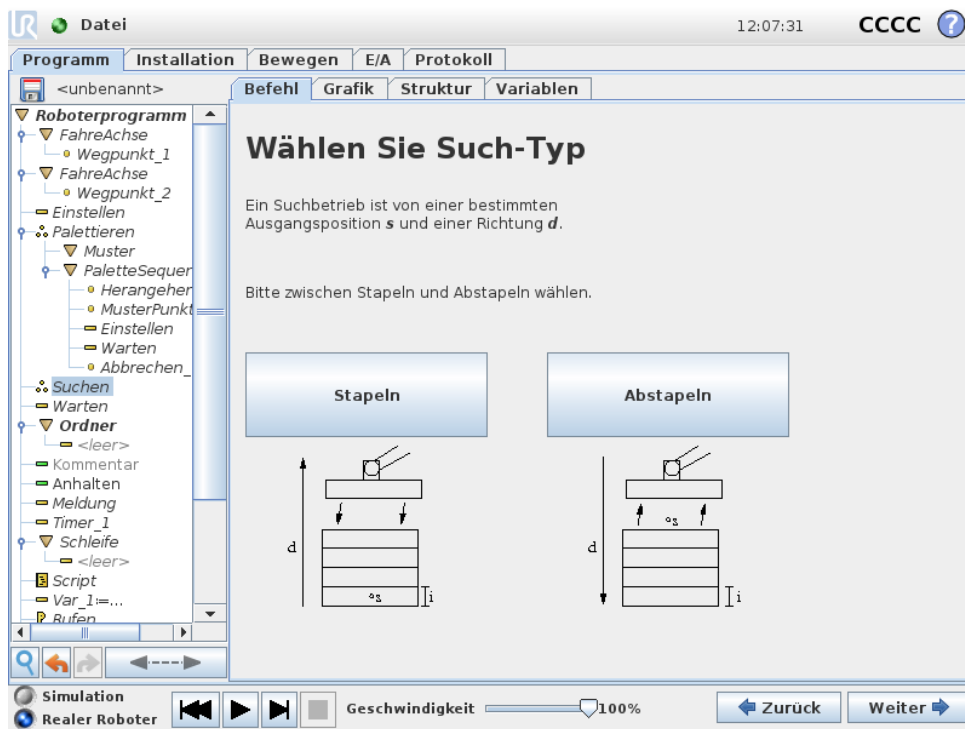 UR Datei 12:07:31 CCCC ?
Programm Installation Bewegen E/A Protokoll
<unbenannt> Befehl Grafik Struktur Variablen
Roboterprogramm
FahreAchse
Wegpunkt_1
FahreAchse
Wegpunkt_2
Einstellen
Palettieren
Muster
PaletteSequer
Herangeher
MusterPunkt
Einstellen
Warten
Abbrechen_
Suchen
Warten
Ordner
<leer>
Kommentar
Anhalten
Meldung
Timer_1
Schleife
<leer>
Script
Var_1:=...
Rufen
Wählen Sie Such-Typ
Ein Suchbetrieb ist von einer bestimmten
Ausgangsposition s und einer Richtung d.
Bitte zwischen Stapeln und Abstapeln wählen.
Stapeln Abstapeln
d s i
d s i
Simulation
Realer Roboter
Geschwindigkeit 100%
Zurück Weiter